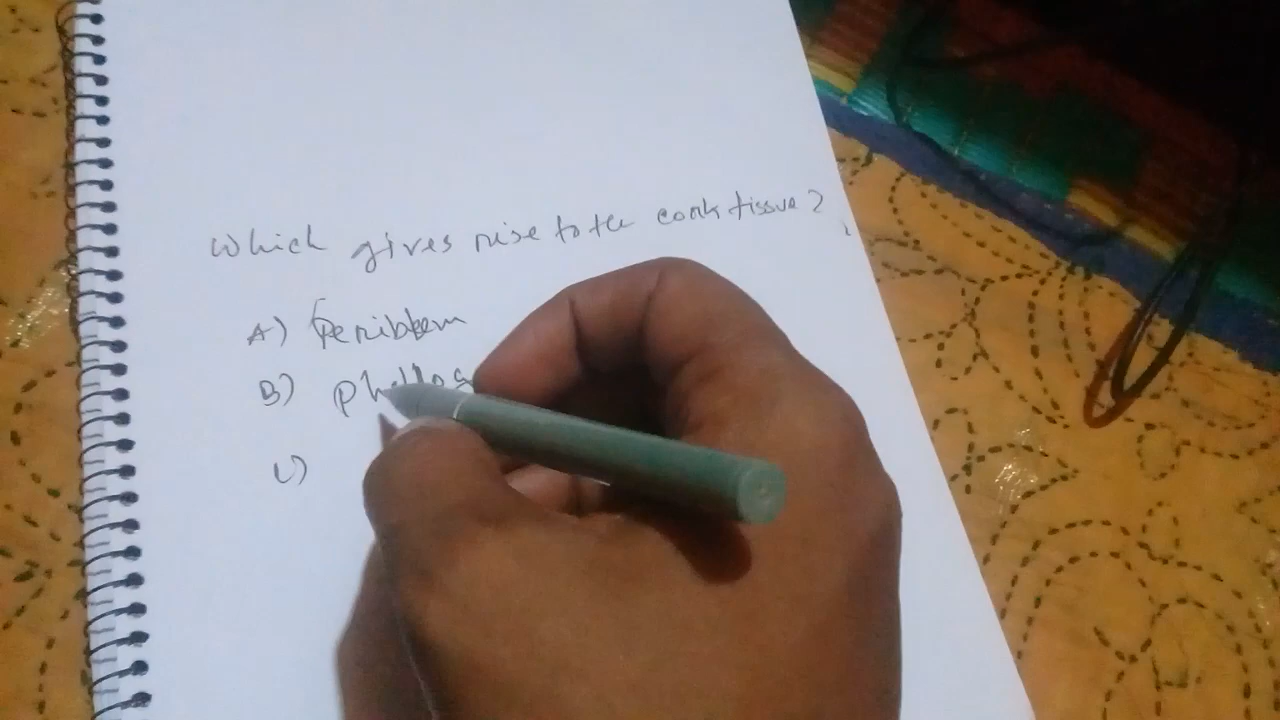 Which gives rise to the cork tissue?
A) Periblem
B) Phellog
C)